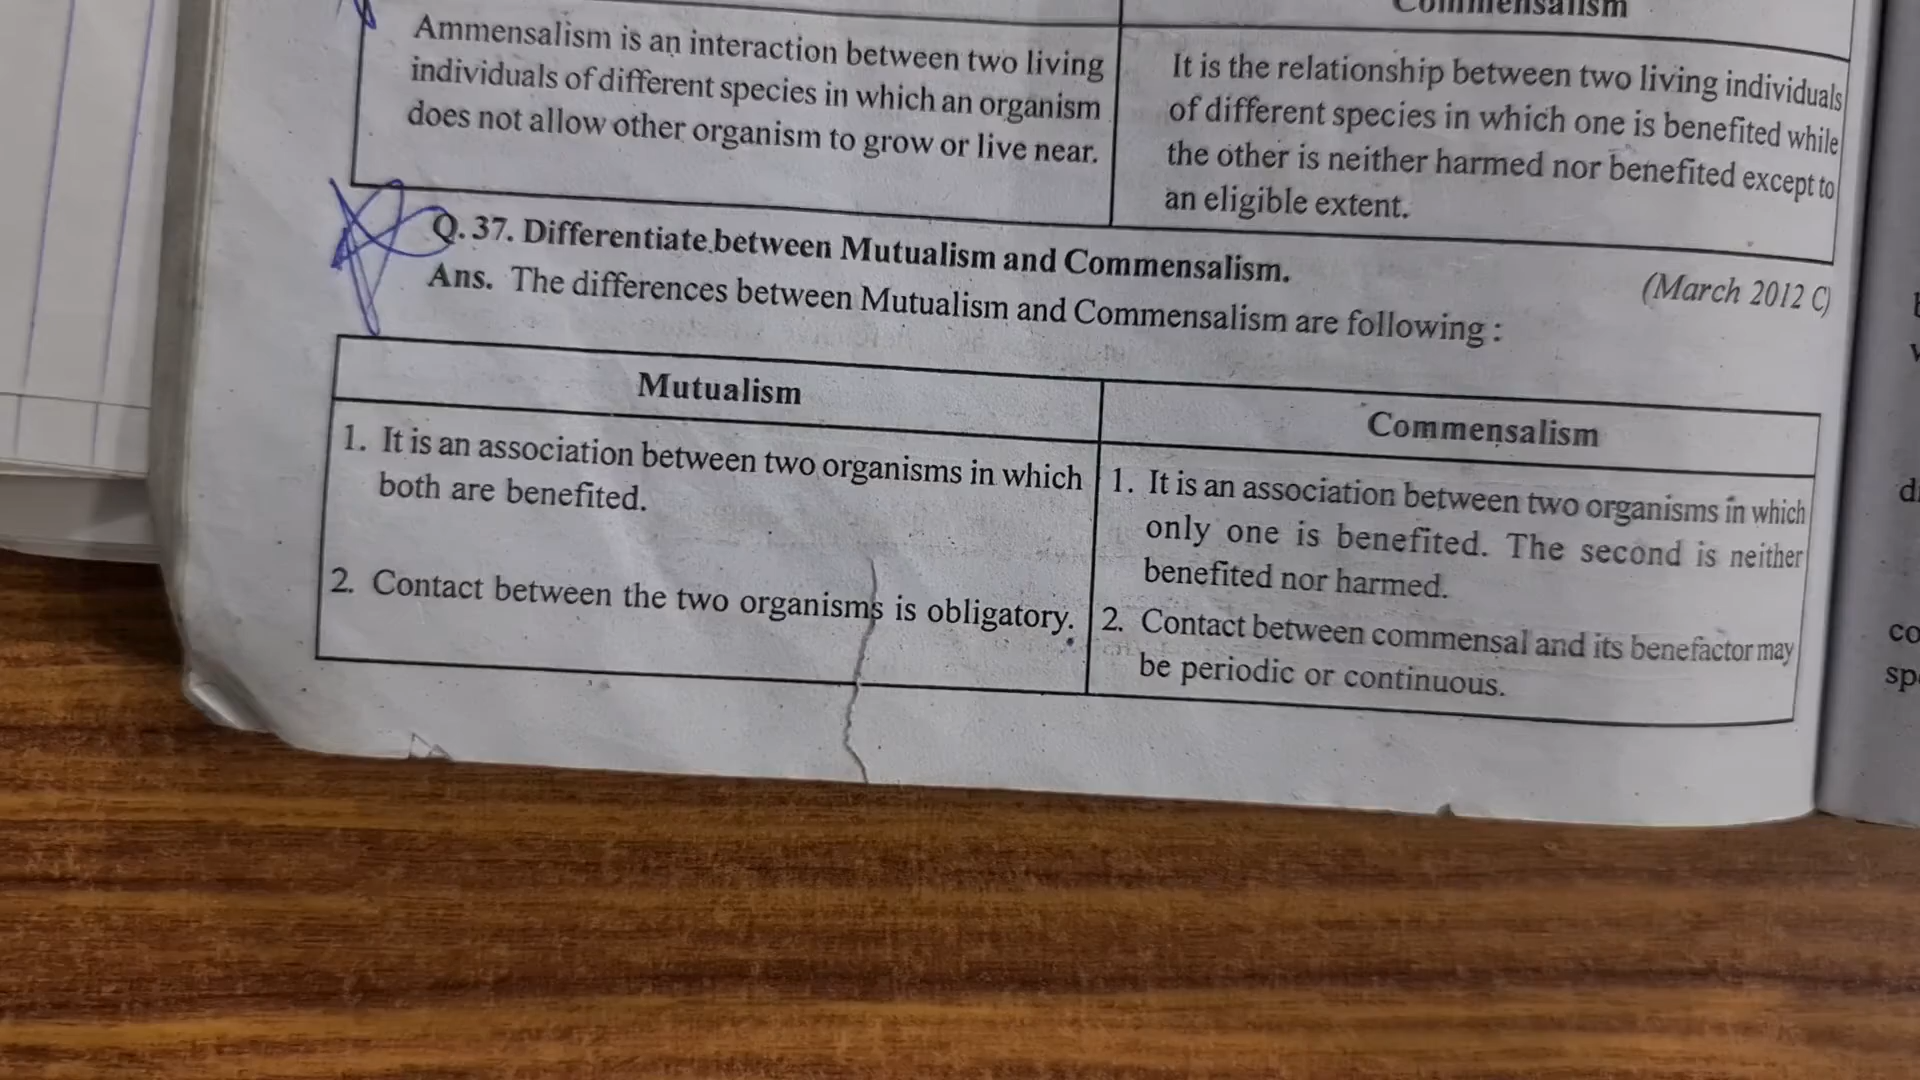 Commensalism
Ammensalism is an interaction between two living
individuals of different species in which an organism
does not allow other organism to grow or live near.
It is the relationship between two living individuals
of different species in which one is benefited while
the other is neither harmed nor benefited except to
an eligible extent.
Q. 37. Differentiate between Mutualism and Commensalism.
(March 2012 C)
Ans. The differences between Mutualism and Commensalism are following :
Mutualism
1. It is an association between two organisms in which
both are benefited.
2. Contact between the two organisms is obligatory.
Commensalism
1. It is an association between two organisms in which
only one is benefited. The second is neither
benefited nor harmed.
2. Contact between commensal and its benefactor may
be periodic or continuous.